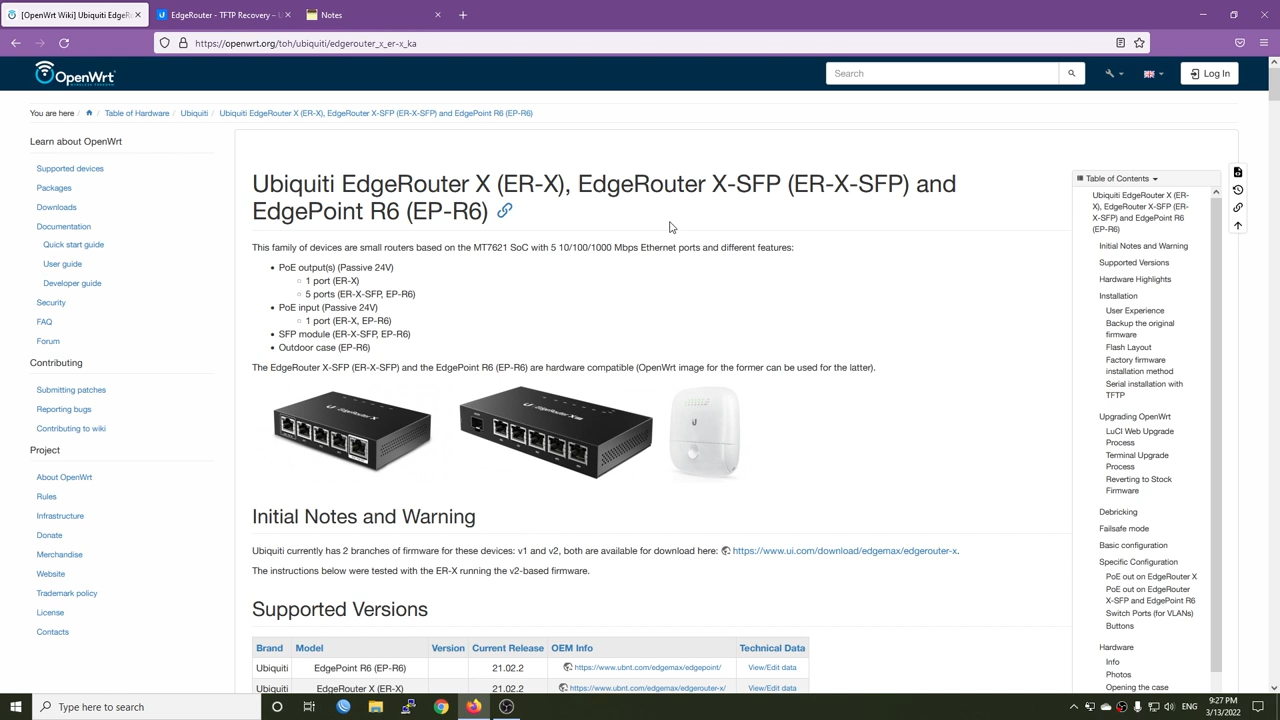 [OpenWrt Wiki] Ubiquiti EdgeRo
EdgeRouter - TFTP Recovery – U
Notes
https://openwrt.org/toh/ubiquiti/edgerouter_x_er-x_ka
OpenWrt
Search
Log In
You are here / Table of Hardware / Ubiquiti / Ubiquiti EdgeRouter X (ER-X), EdgeRouter X-SFP (ER-X-SFP) and EdgePoint R6 (EP-R6)
Learn about OpenWrt
Supported devices
Packages
Downloads
Documentation
Quick start guide
User guide
Developer guide
Security
FAQ
Forum
Contributing
Submitting patches
Reporting bugs
Contributing to wiki
Project
About OpenWrt
Rules
Infrastructure
Donate
Merchandise
Website
Trademark policy
License
Contacts
Ubiquiti EdgeRouter X (ER-X), EdgeRouter X-SFP (ER-X-SFP) and
EdgePoint R6 (EP-R6)
This family of devices are small routers based on the MT7621 SoC with 5 10/100/1000 Mbps Ethernet ports and different features:
PoE output(s) (Passive 24V)
1 port (ER-X)
5 ports (ER-X-SFP, EP-R6)
PoE input (Passive 24V)
1 port (ER-X, EP-R6)
SFP module (ER-X-SFP, EP-R6)
Outdoor case (EP-R6)
The EdgeRouter X-SFP (ER-X-SFP) and the EdgePoint R6 (EP-R6) are hardware compatible (OpenWrt image for the former can be used for the latter).
Initial Notes and Warning
Ubiquiti currently has 2 branches of firmware for these devices: v1 and v2, both are available for download here: https://www.ui.com/download/edgemax/edgerouter-x.
The instructions below were tested with the ER-X running the v2-based firmware.
Supported Versions
Brand Model Version Current Release OEM Info Technical Data
Ubiquiti EdgePoint R6 (EP-R6) 21.02.2 https://www.ubnt.com/edgemax/edgepoint/ View/Edit data
Ubiquiti EdgeRouter X (ER-X) 21.02.2 https://www.ubnt.com/edgemax/edgerouter-x/ View/Edit data
Table of Contents
Ubiquiti EdgeRouter X (ER-
X), EdgeRouter X-SFP (ER-
X-SFP) and EdgePoint R6
(EP-R6)
Initial Notes and Warning
Supported Versions
Hardware Highlights
Installation
User Experience
Backup the original
firmware
Flash Layout
Factory firmware
installation method
Serial installation with
TFTP
Upgrading OpenWrt
LuCI Web Upgrade
Process
Terminal Upgrade
Process
Reverting to Stock
Firmware
Debricking
Failsafe mode
Basic configuration
Specific Configuration
PoE out on EdgeRouter X
PoE out on EdgeRouter
X-SFP and EdgePoint R6
Switch Ports (for VLANs)
Buttons
Hardware
Info
Photos
Opening the case
Type here to search
ENG
9:27 PM
3/13/2022